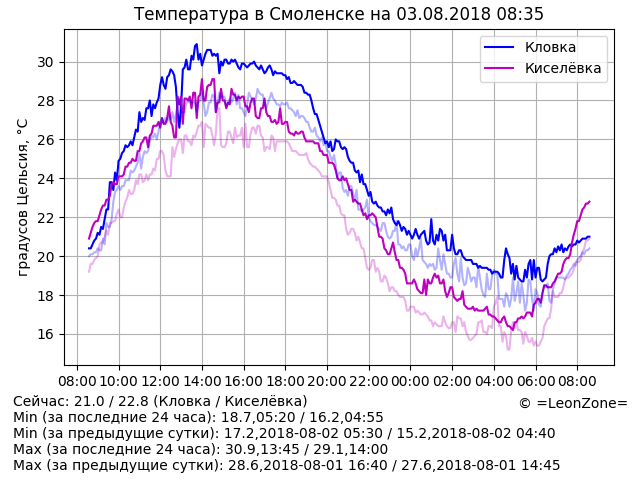 Температура в Смоленске на 03.08.2018 08:35
Кловка
Киселёвка
градусов Цельсия, °C
30
28
26
24
22
20
18
16
08:00 10:00 12:00 14:00 16:00 18:00 20:00 22:00 00:00 02:00 04:00 06:00 08:00
Сейчас: 21.0 / 22.8 (Кловка / Киселёвка)
© =LeonZone=
Min (за последние 24 часа): 18.7,05:20 / 16.2,04:55
Min (за предыдущие сутки): 17.2,2018-08-02 05:30 / 15.2,2018-08-02 04:40
Max (за последние 24 часа): 30.9,13:45 / 29.1,14:00
Max (за предыдущие сутки): 28.6,2018-08-01 16:40 / 27.6,2018-08-01 14:45